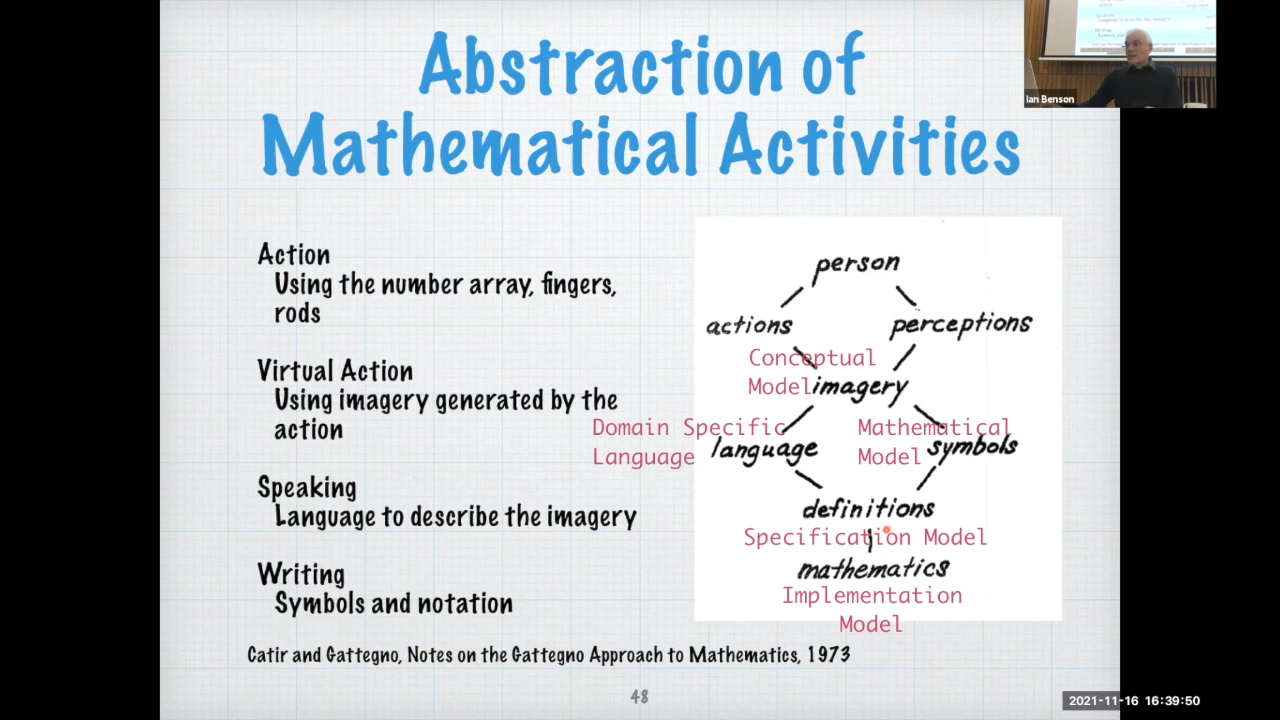 Abstraction of
Mathematical Activities
Ian Benson
Action
Using the number array, fingers,
rods
Virtual Action
Using imagery generated by the
action
Speaking
Language to describe the imagery
Writing
Symbols and notation
person
actions
perceptions
Conceptual
Model
imagery
Domain Specific
Language
language
Mathematical
Model
symbols
definitions
Specification Model
mathematics
Implementation
Model
Catir and Gattegno, Notes on the Gattegno Approach to Mathematics, 1973
48
2021-11-16 16:39:50